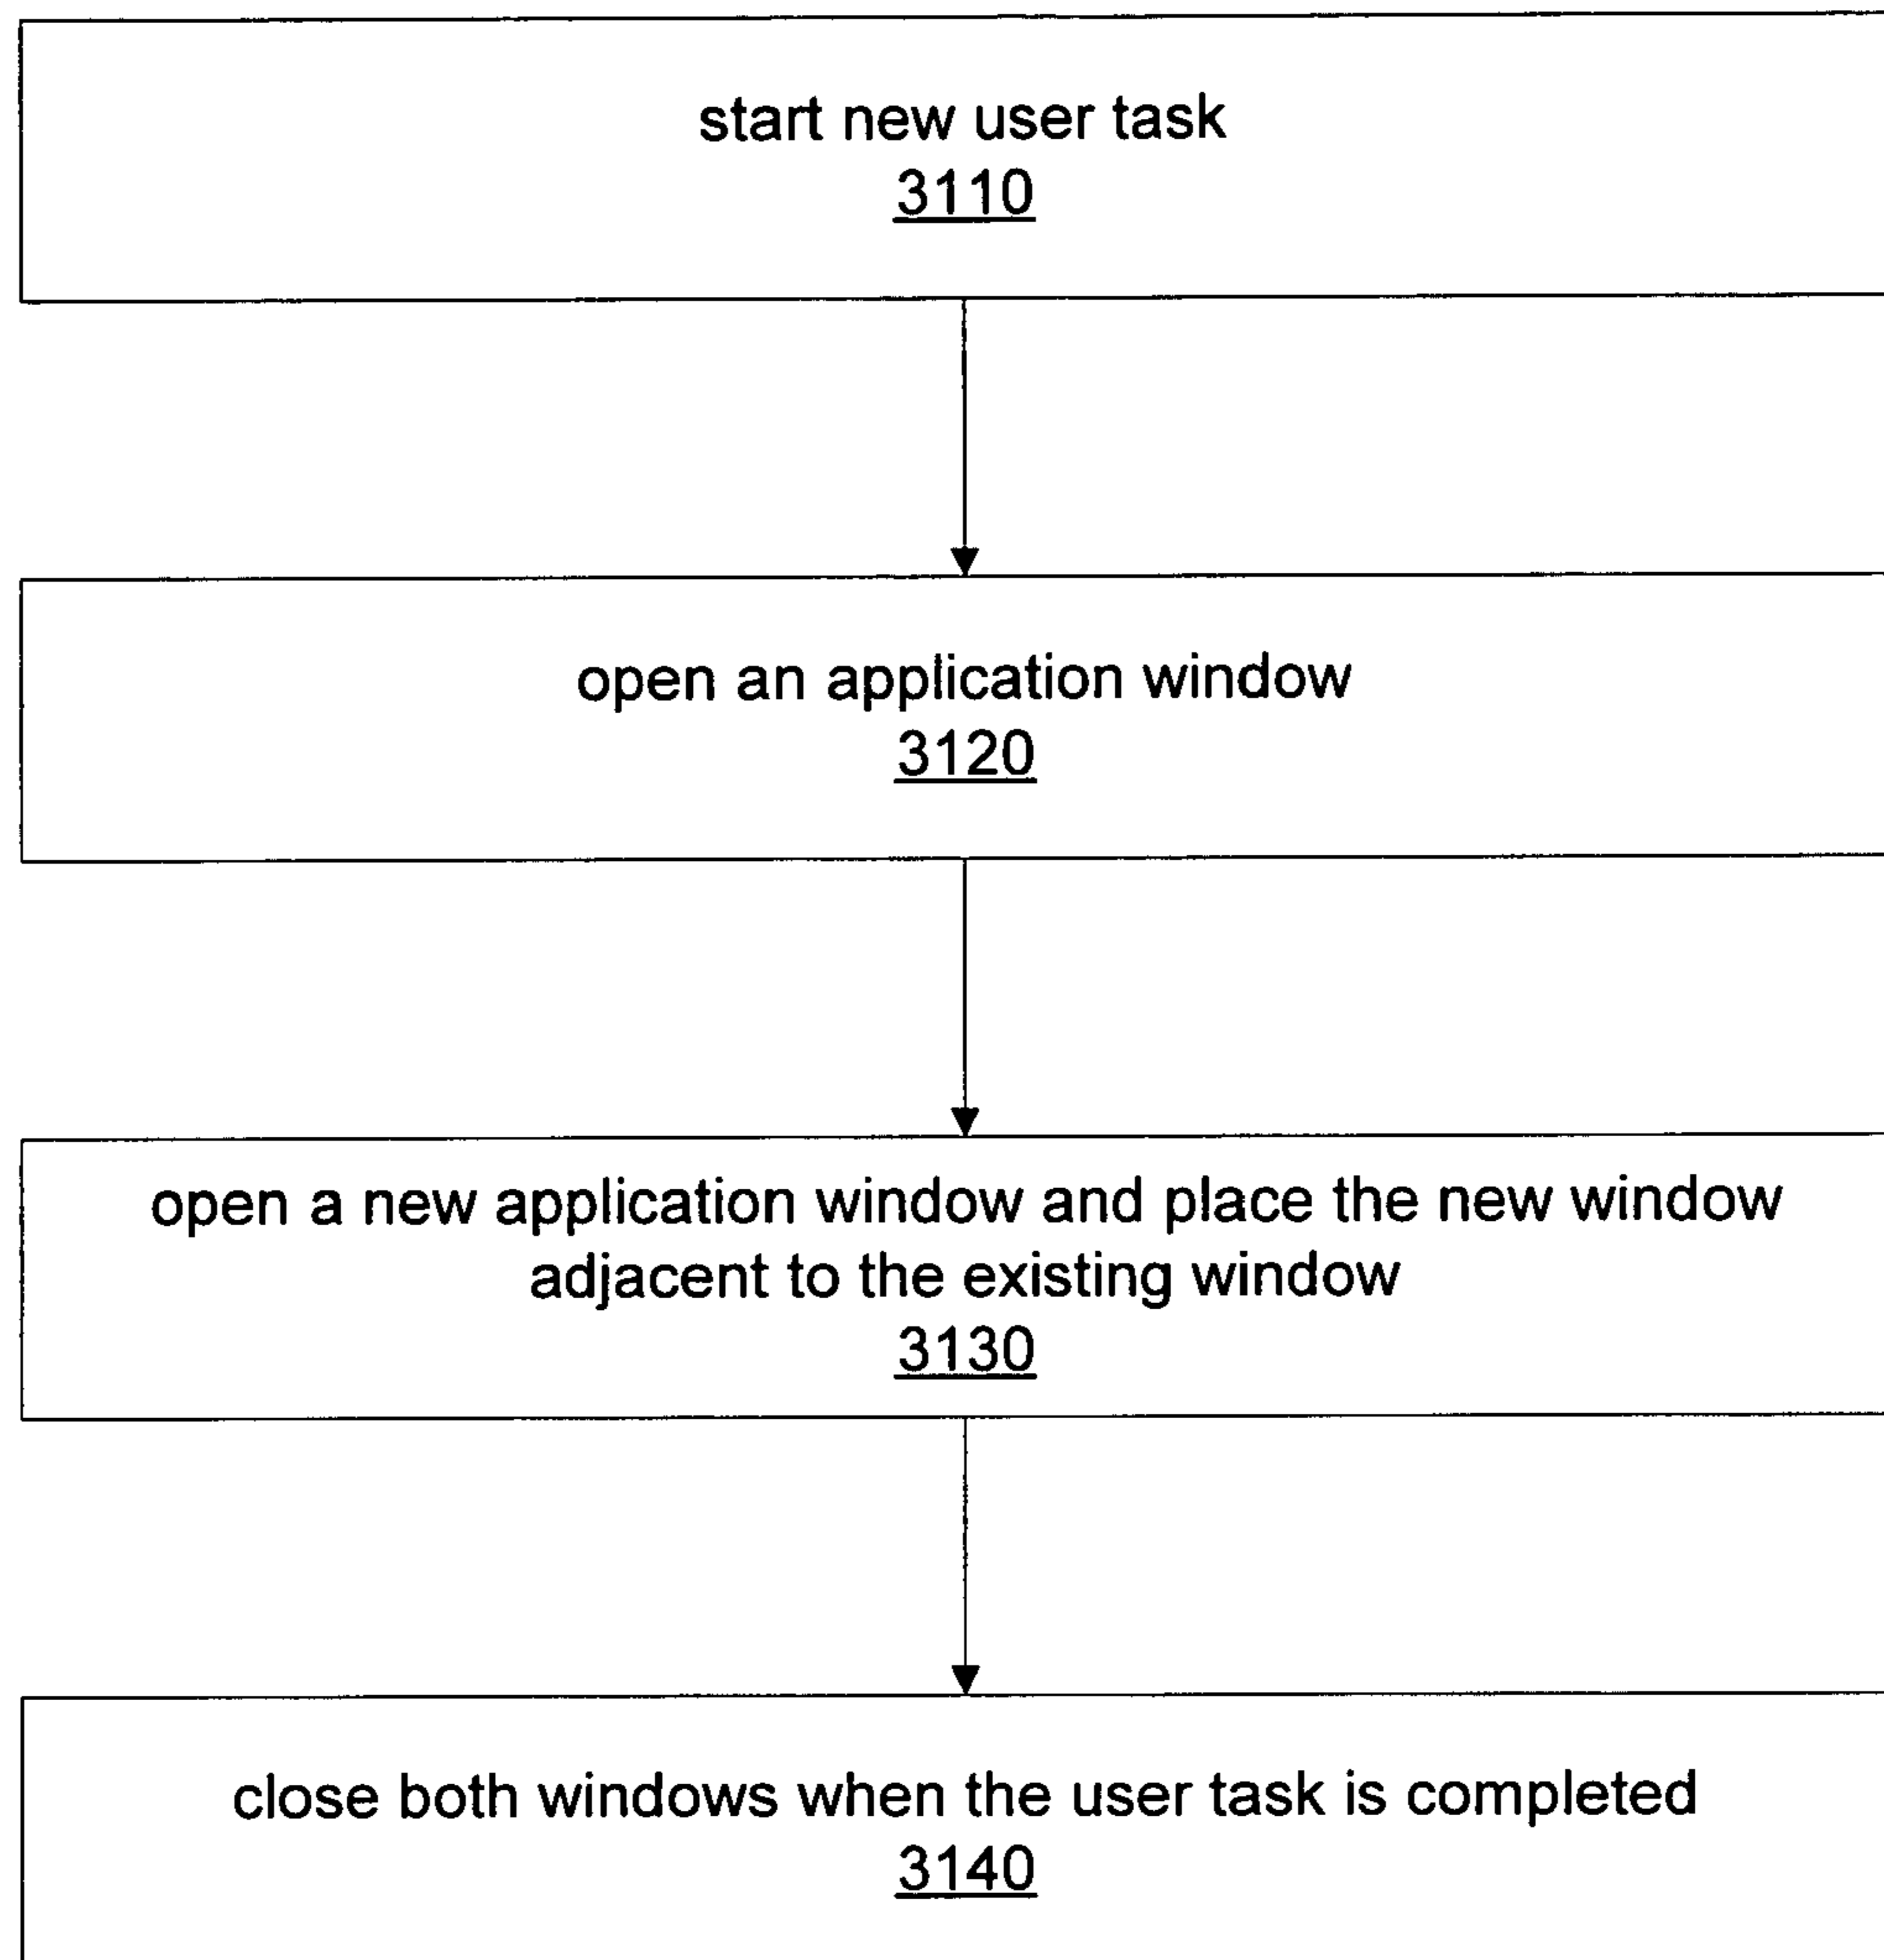 start new user task
3110
open an application window
3120
open a new application window and place the new window
adjacent to the existing window
3130
close both windows when the user task is completed
3140